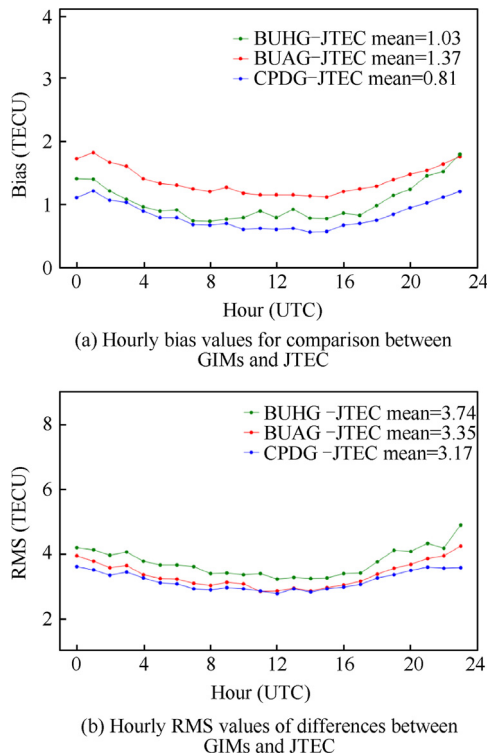 4
BUHG-JTEC mean=1.03
BUAG-JTEC mean=1.37
CPDG-JTEC mean=0.81
3
2
1
0
Bias (TECU)
0 4 8 12 16 20 24
Hour (UTC)
(a) Hourly bias values for comparison between
GIMs and JTEC
8
BUHG -JTEC mean=3.74
BUAG -JTEC mean=3.35
CPDG -JTEC mean=3.17
6
4
2
RMS (TECU)
0 4 8 12 16 20 24
Hour (UTC)
(b) Hourly RMS values of differences between
GIMs and JTEC